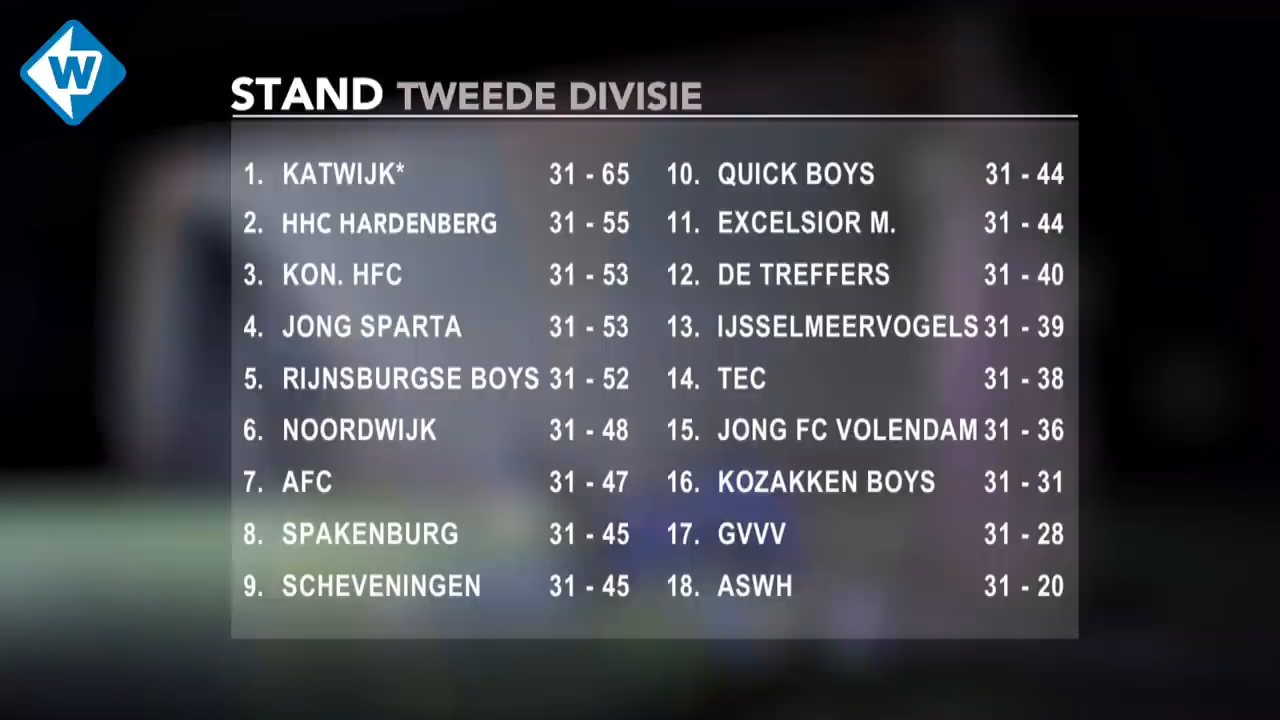 W
STAND TWEEDE DIVISIE
1. KATWIJK* 31 - 65
2. HHC HARDENBERG 31 - 55
3. KON. HFC 31 - 53
4. JONG SPARTA 31 - 53
5. RIJNSBURGSE BOYS 31 - 52
6. NOORDWIJK 31 - 48
7. AFC 31 - 47
8. SPAKENBURG 31 - 45
9. SCHEVENINGEN 31 - 45
10. QUICK BOYS 31 - 44
11. EXCELSIOR M. 31 - 44
12. DE TREFFERS 31 - 40
13. IJSSELMEERVOGELS 31 - 39
14. TEC 31 - 38
15. JONG FC VOLENDAM 31 - 36
16. KOZAKKEN BOYS 31 - 31
17. GVVV 31 - 28
18. ASWH 31 - 20